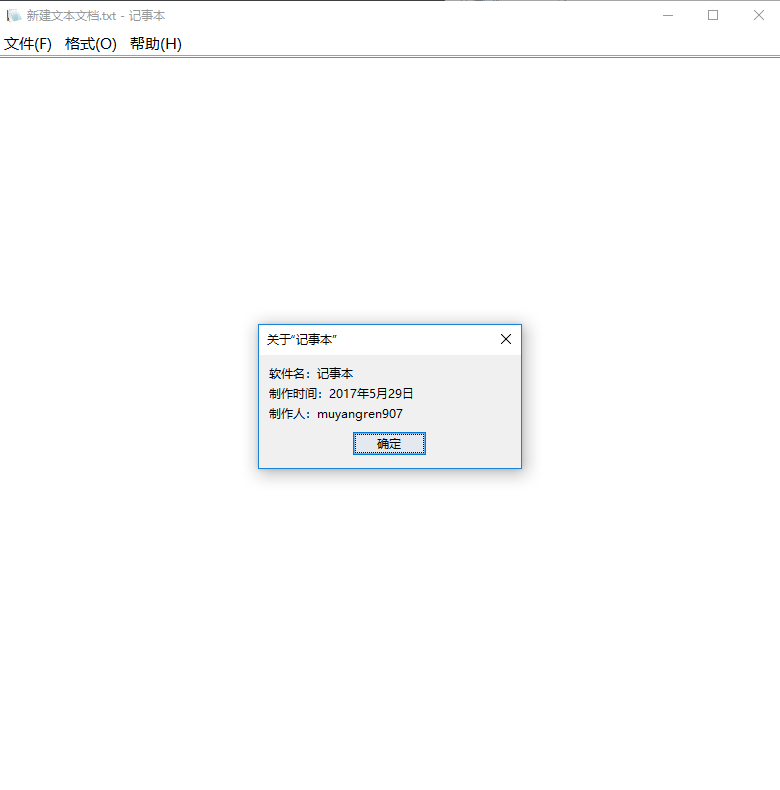 新建文本文档.txt - 记事本
文件(F) 格式(O) 帮助(H)
关于“记事本”
软件名：记事本
制作时间：2017年5月29日
制作人：muyangren907
确定